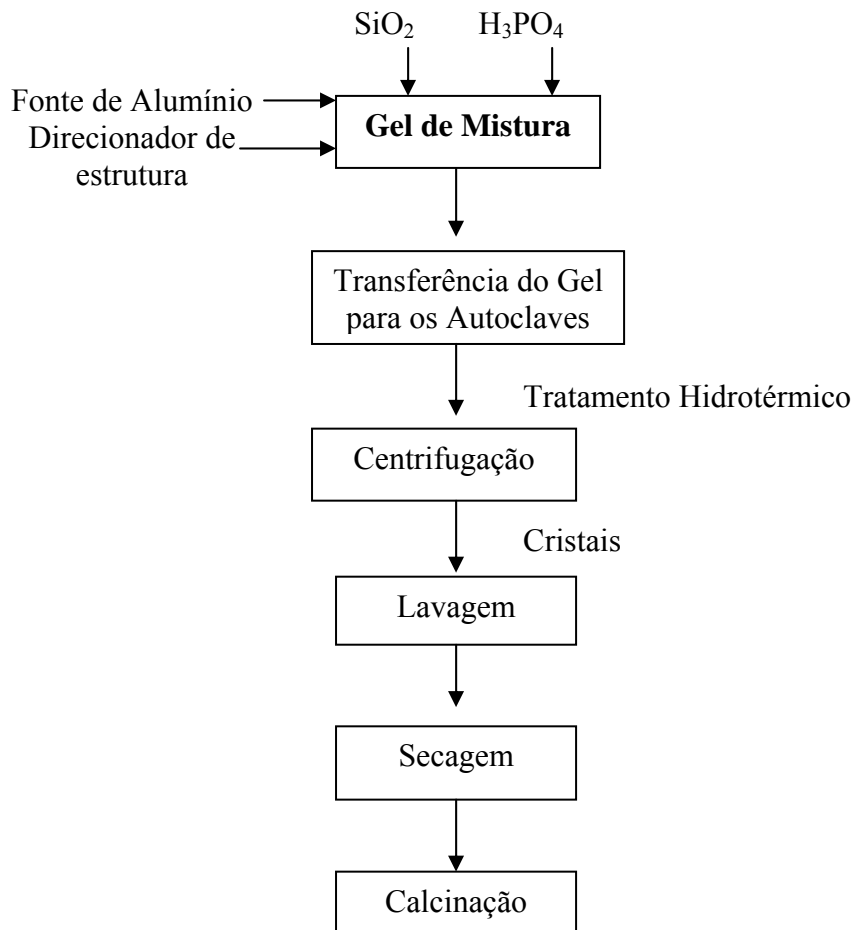 SiO₂
H₃PO₄
Fonte de Alumínio
Direcionador de
estrutura
Gel de Mistura
Transferência do Gel
para os Autoclaves
Tratamento Hidrotérmico
Centrifugação
Cristais
Lavagem
Secagem
Calcinação